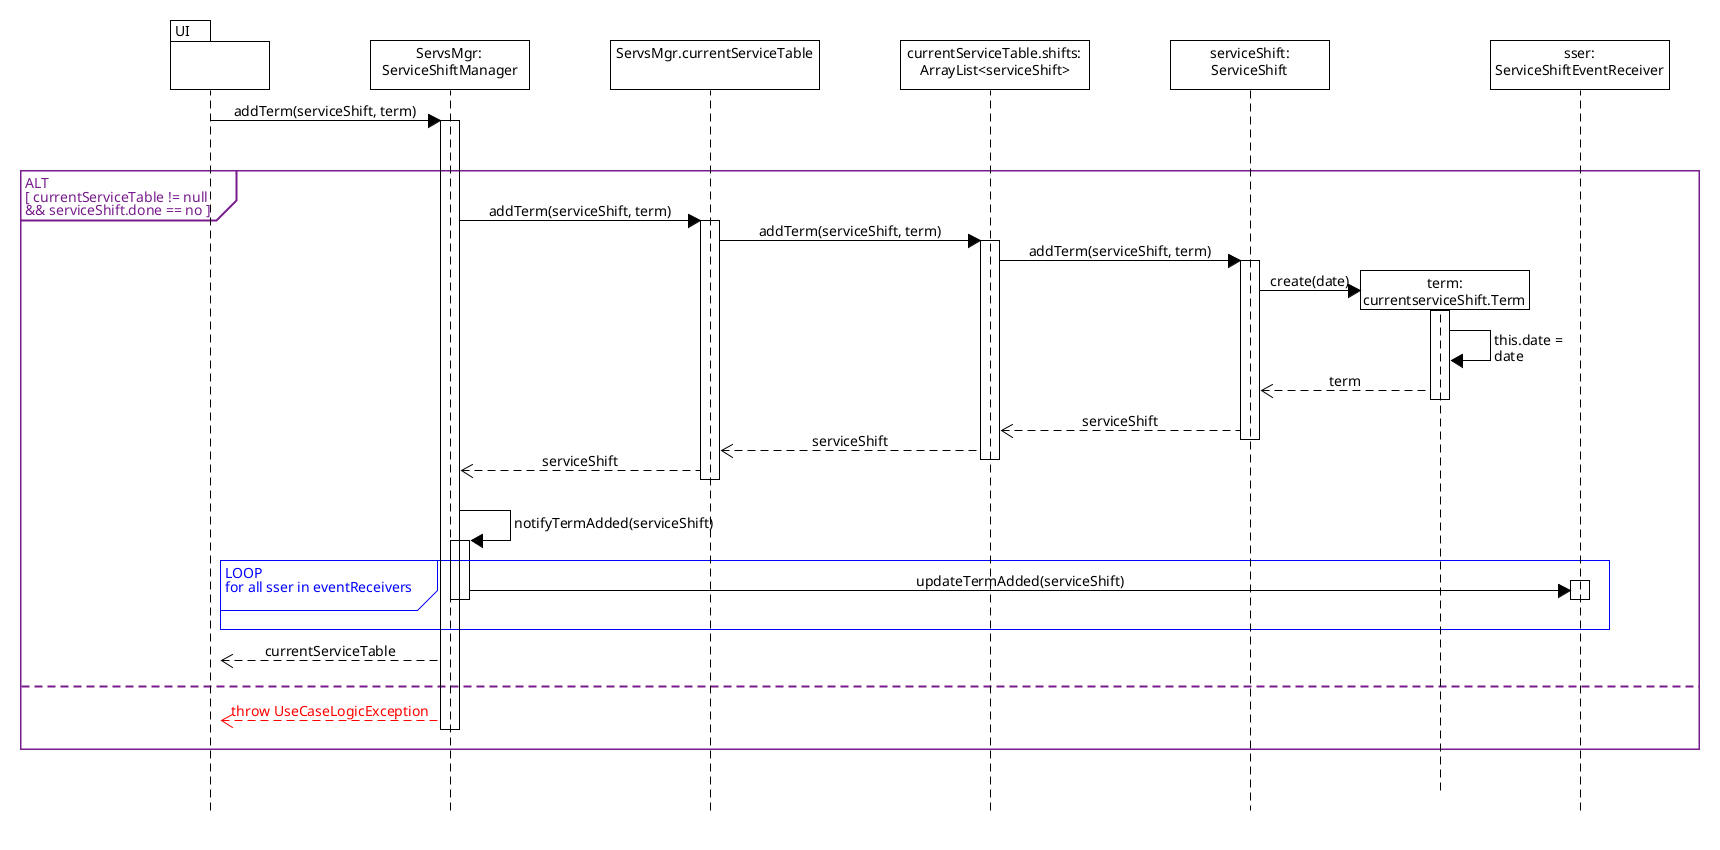 UI
ServsMgr:
ServiceShiftManager
ServsMgr.currentServiceTable
currentServiceTable.shifts:
ArrayList<serviceShift>
serviceShift:
ServiceShift
sser:
ServiceShiftEventReceiver
addTerm(serviceShift, term)
ALT
[ currentServiceTable != null
&& serviceShift.done == no ]
addTerm(serviceShift, term)
addTerm(serviceShift, term)
addTerm(serviceShift, term)
create(date)
term:
currentserviceShift.Term
this.date =
date
term
serviceShift
serviceShift
serviceShift
notifyTermAdded(serviceShift)
LOOP
for all sser in eventReceivers
updateTermAdded(serviceShift)
currentServiceTable
throw UseCaseLogicException